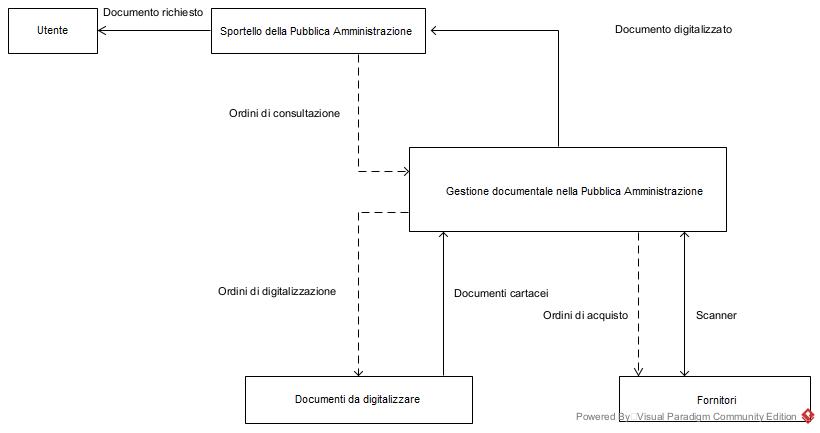 Documento richiesto
Utente
Sportello della Pubblica Amministrazione
Documento digitalizzato
Ordini di consultazione
Gestione documentale nella Pubblica Amministrazione
Ordini di digitalizzazione
Documenti cartacei
Ordini di acquisto
Scanner
Documenti da digitalizzare
Fornitori
Powered By Visual Paradigm Community Edition